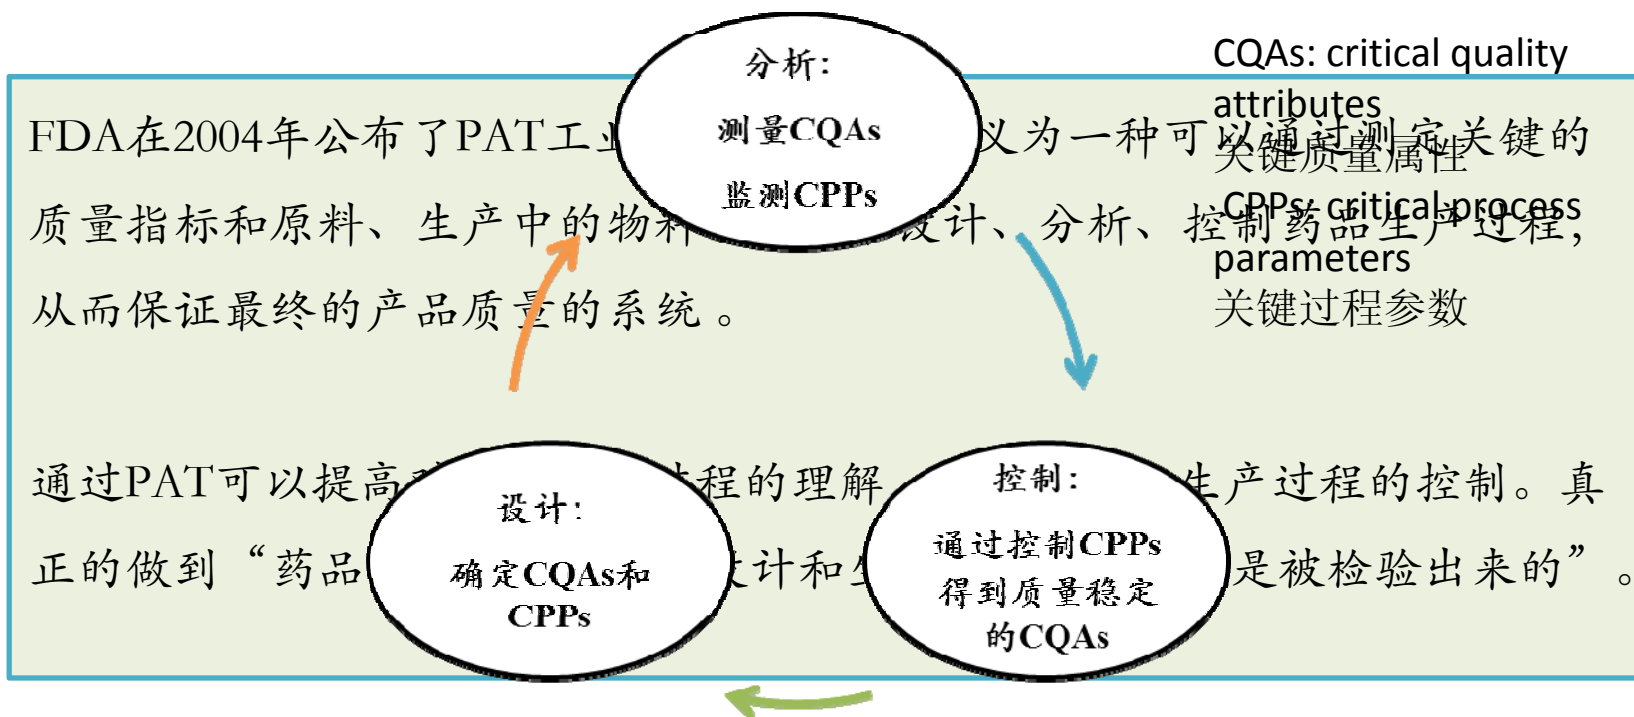 分析:
测量CQAs
监测CPPs
CQAs: critical quality
attributes
关键质量属性
CPPs: critical process
parameters
关键过程参数
FDA在2004年公布了PAT工业 义为一种可以通过测定关键的
质量指标和原料、生产中的物料 设计、分析、控制药品生产过程,
从而保证最终的产品质量的系统。
通过PAT可以提高 过程的理解 生产过程的控制。真
正的做到“药品 设计和 是被检验出来的”。
设计:
确定CQAs和
CPPs
控制:
通过控制CPPs
得到质量稳定
的CQAs